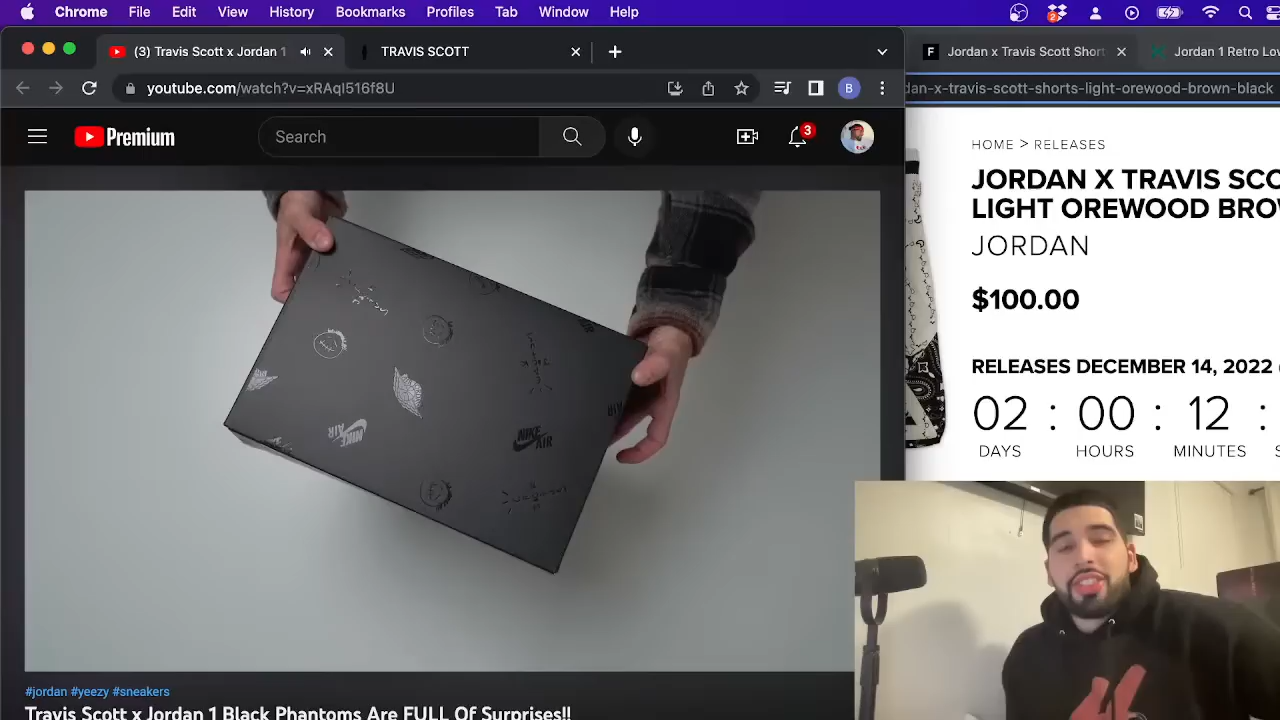 Chrome File Edit View History Bookmarks Profiles Tab Window Help
2
(3) Travis Scott x Jordan 1
TRAVIS SCOTT
Jordan x Travis Scott Short
Jordan 1 Retro Lo
youtube.com/watch?v=xRAqI516f8U
B
dan-x-travis-scott-shorts-light-orewood-brown-black
Premium
Search
3
HOME > RELEASES
JORDAN X TRAVIS SCO
LIGHT OREWOOD BRO
JORDAN
$100.00
RELEASES DECEMBER 14, 2022
02 : 00 : 12 :
DAYS HOURS MINUTES S
NIKE
AIR
NIKE
AIR
#jordan #yeezy #sneakers
Travis Scott x Jordan 1 Black Phantoms Are FULL Of Surprises!!